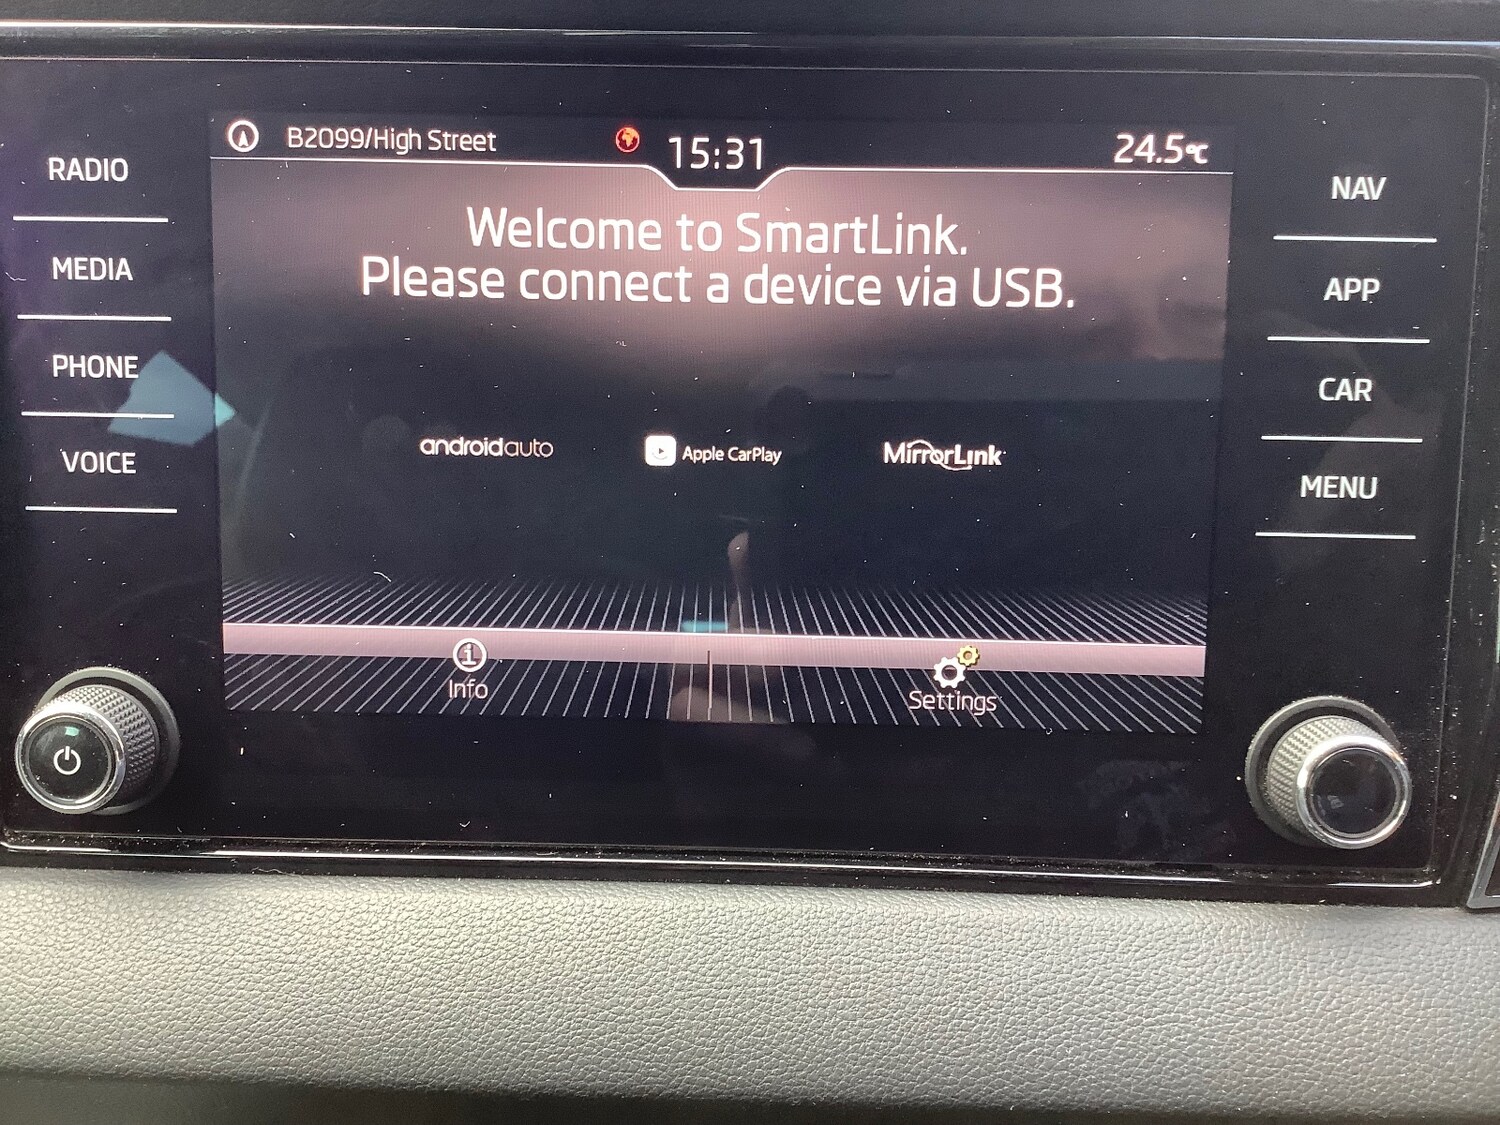 B2099/High Street
15:31
24.5°C
RADIO
MEDIA
PHONE
VOICE
Welcome to SmartLink.
Please connect a device via USB.
androidauto
Apple CarPlay
MirrorLink
Info
Settings
NAV
APP
CAR
MENU